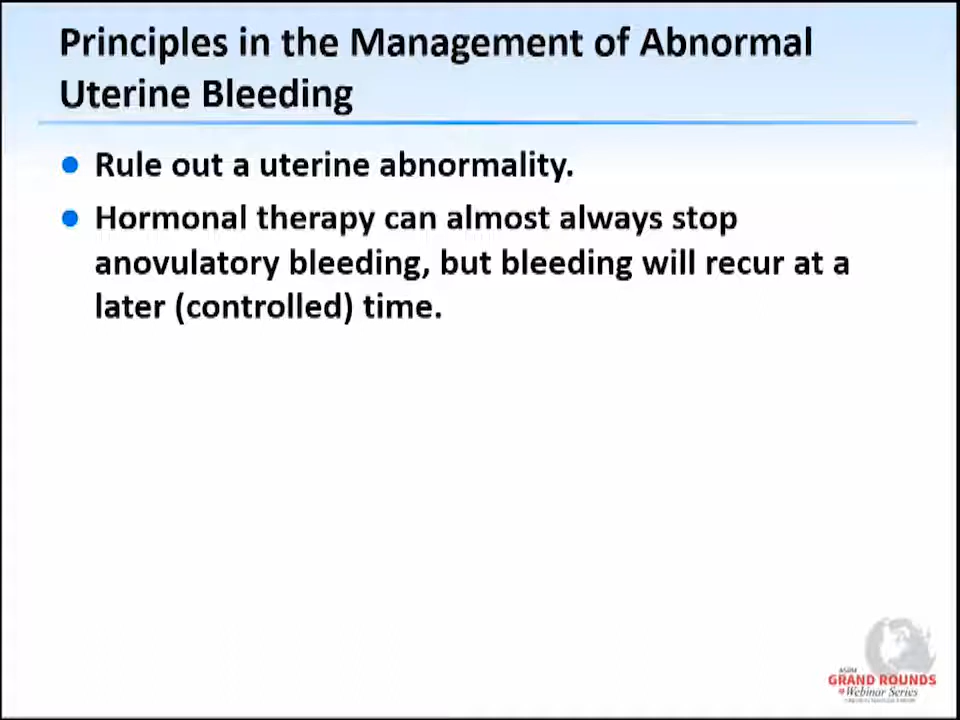 Principles in the Management of Abnormal
Uterine Bleeding
Rule out a uterine abnormality.
Hormonal therapy can almost always stop
anovulatory bleeding, but bleeding will recur at a
later (controlled) time.
ASRM
GRAND ROUNDS
Webinar Series